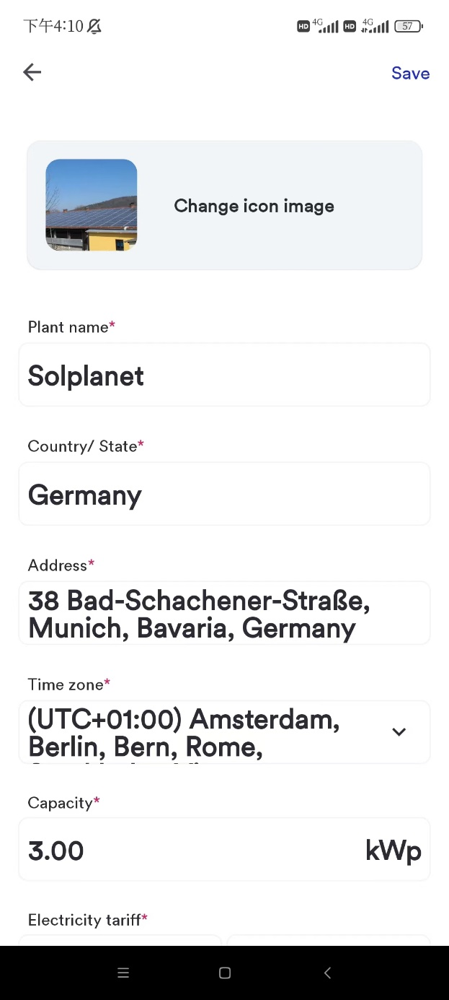 下午4:10
HD 4G HD 4G 57
Save
Change icon image
Plant name*
Solplanet
Country/ State*
Germany
Address*
38 Bad-Schachener-Straße,
Munich, Bavaria, Germany
Time zone*
(UTC+01:00) Amsterdam,
Berlin, Bern, Rome,
Capacity*
3.00 kWp
Electricity tariff*